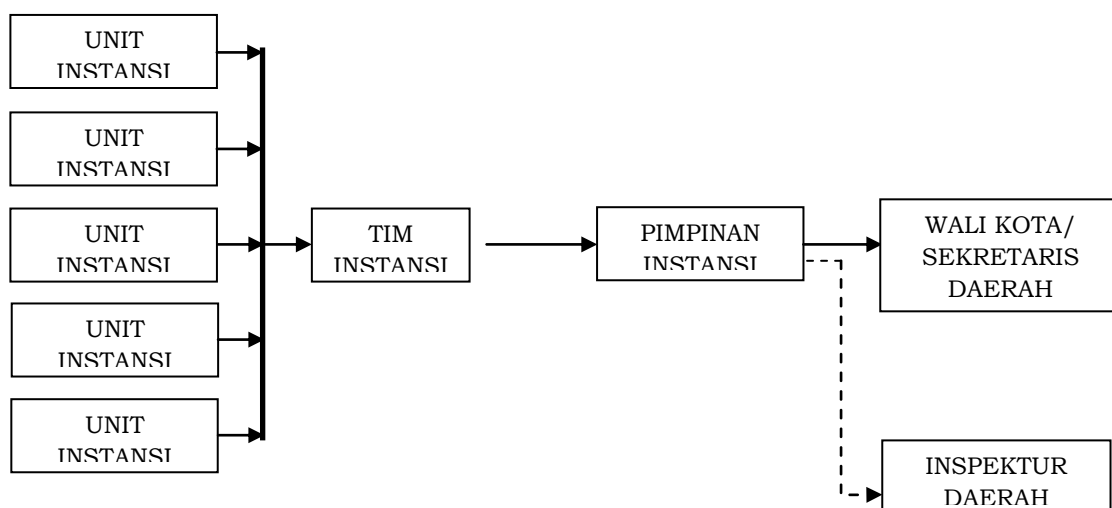 UNIT
INSTANSI
UNIT
INSTANSI
UNIT
INSTANSI
UNIT
INSTANSI
UNIT
INSTANSI
TIM
INSTANSI
PIMPINAN
INSTANSI
WALI KOTA/
SEKRETARIS
DAERAH
INSPEKTUR
DAERAH